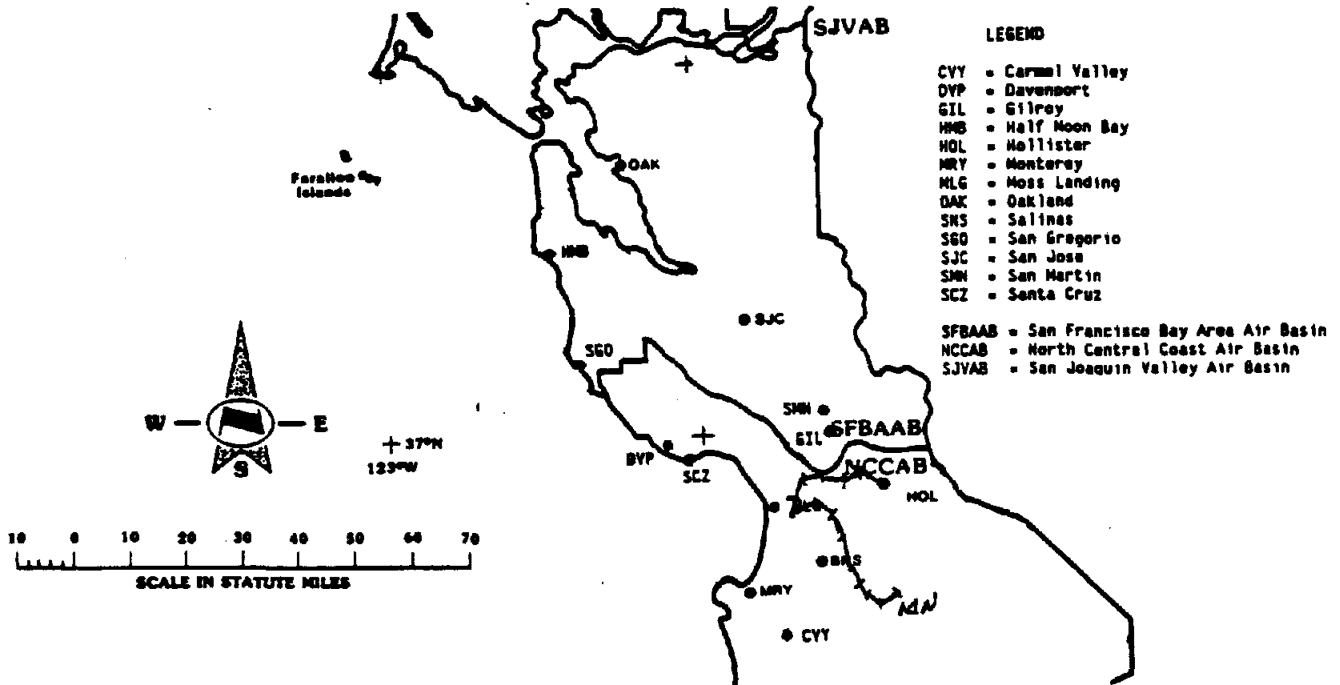 SJVAB
LEGEND
CVY = Carmel Valley
DVP = Davenport
GIL = Gilroy
HMB = Half Moon Bay
HOL = Hollister
MRY = Monterey
MLG = Moss Landing
OAK = Oakland
SNS = Salinas
SGO = San Gregorio
SJC = San Jose
SMN = San Martin
SCZ = Santa Cruz
SFBAAB = San Francisco Bay Area Air Basin
NCCAB = North Central Coast Air Basin
SJVAB = San Joaquin Valley Air Basin
OAK
Farallon
Islands
HMB
SJC
SGO
W
E
S
37°N
123°W
SMN
GIL
SFBAAB
NCCAB
DVP
SCZ
HOL
MRY
CVY
10 0 10 20 30 40 50 60 70
SCALE IN STATUTE MILES